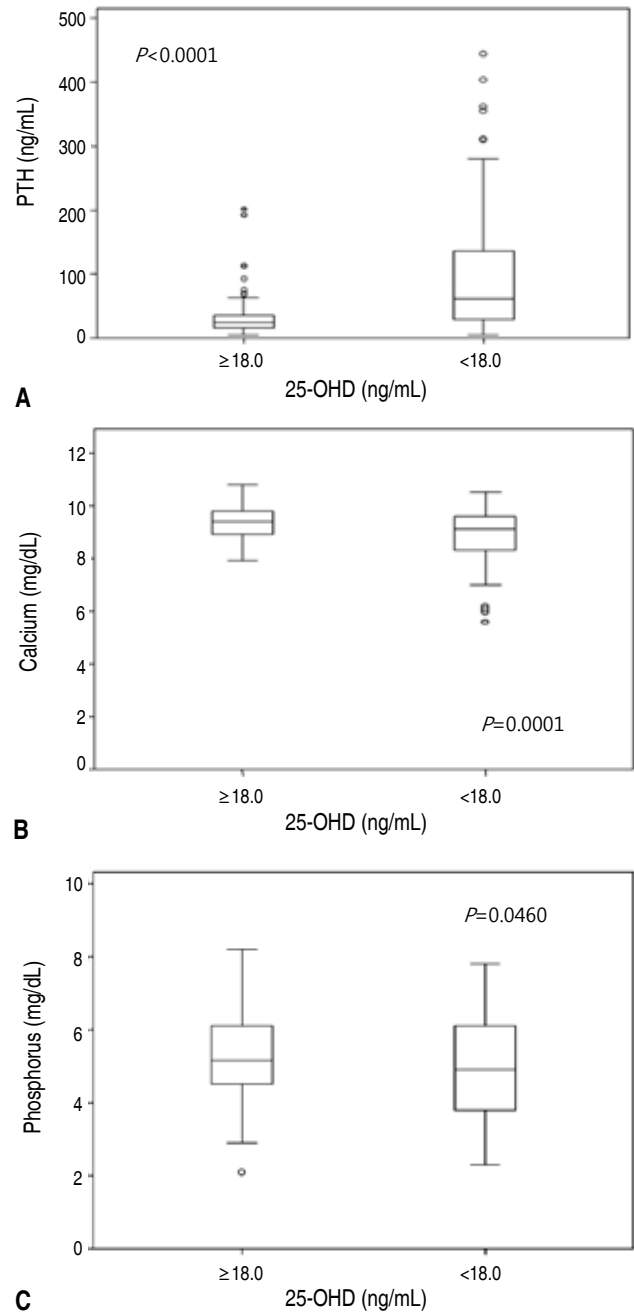 500
P<0.0001
400
PTH (ng/mL)
300
200
100
0
≥18.0 <18.0
A 25-OHD (ng/mL)
12
10
8
Calcium (mg/dL)
6
4
2
P=0.0001
0
≥18.0 <18.0
B 25-OHD (ng/mL)
10
P=0.0460
8
Phosphorus (mg/dL)
6
4
2
0
≥18.0 <18.0
C 25-OHD (ng/mL)